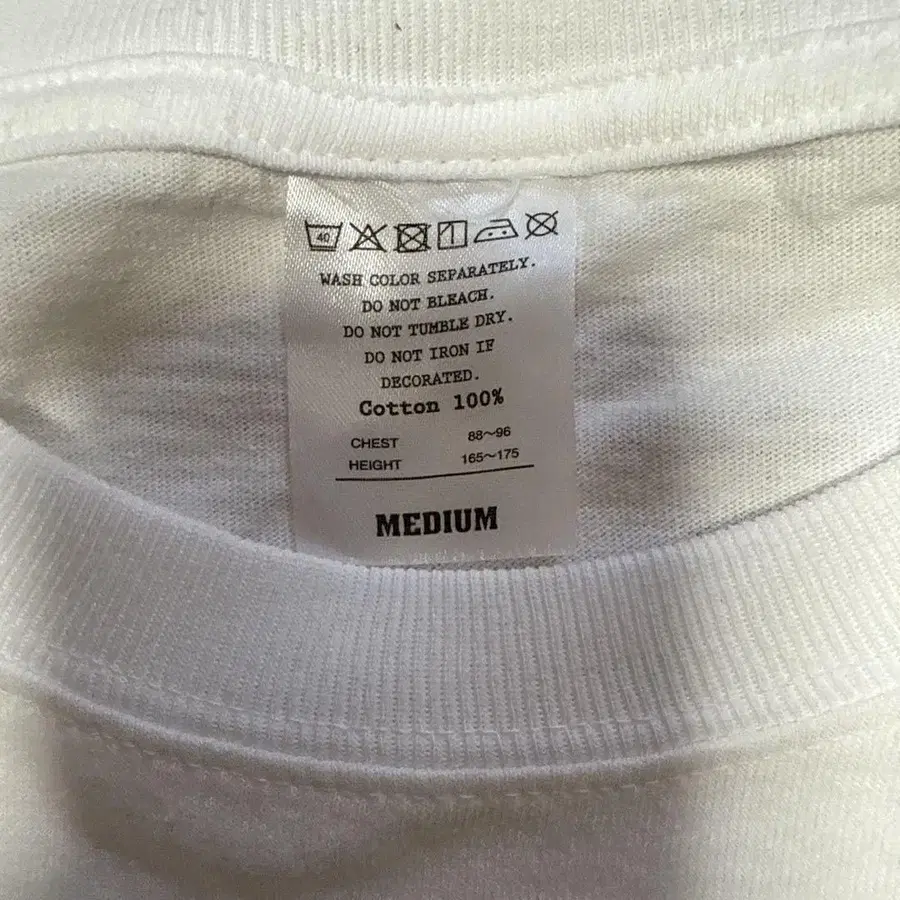 40
WASH COLOR SEPARATELY.
DO NOT BLEACH.
DO NOT TUMBLE DRY.
DO NOT IRON IF
DECORATED.
Cotton 100%
CHEST 88~96
HEIGHT 165~175
MEDIUM